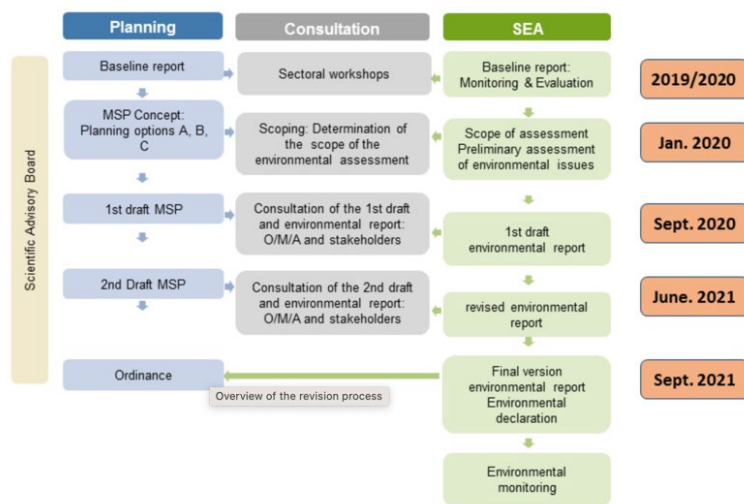 Planning
Consultation
SEA
Scientific Advisory Board
Baseline report
Sectoral workshops
Baseline report:
Monitoring & Evaluation
2019/2020
MSP Concept:
Planning options A, B,
C
Scoping: Determination of
the scope of the
environmental assessment
Scope of assessment
Preliminary assessment
of environmental issues
Jan. 2020
1st draft MSP
Consultation of the 1st draft
and environmental report:
O/M/A and stakeholders
1st draft
environmental report
Sept. 2020
2nd Draft MSP
Consultation of the 2nd draft
and environmental report:
O/M/A and stakeholders
revised environmental
report
June. 2021
Ordinance
Overview of the revision process
Final version
environmental report
Environmental
declaration
Sept. 2021
Environmental
monitoring